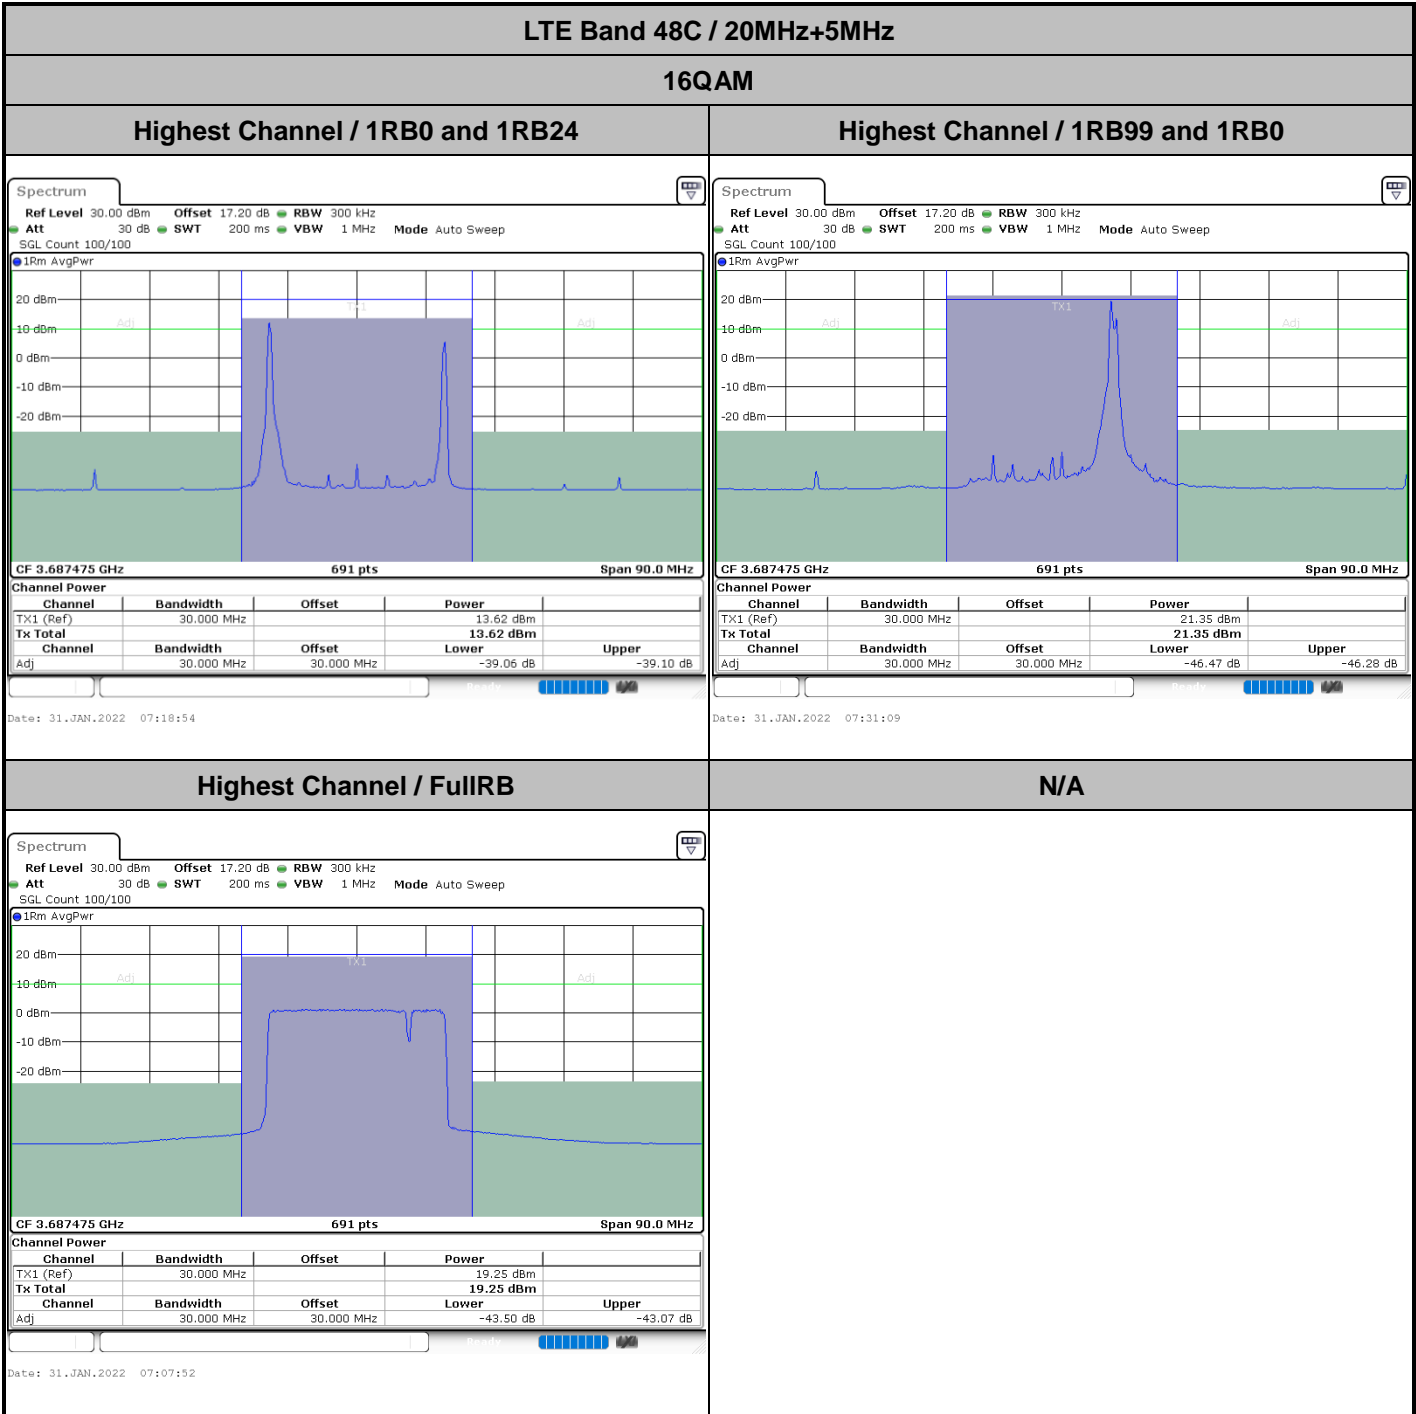 LTE Band 48C / 20MHz+5MHz
16QAM
Highest Channel / 1RB0 and 1RB24
Highest Channel / 1RB99 and 1RB0
Spectrum
Ref Level 30.00 dBm Offset 17.20 dB RBW 300 kHz
Att 30 dB SWT 200 ms VBW 1 MHz Mode Auto Sweep
SGL Count 100/100
1Rm AvgPwr
TX1
20 dBm
Adj
Adj
10 dBm
0 dBm
-10 dBm
-20 dBm
CF 3.687475 GHz 691 pts Span 90.0 MHz
Channel Power
Channel Bandwidth Offset Power
TX1 (Ref) 30.000 MHz 13.62 dBm
Tx Total 13.62 dBm
Channel Bandwidth Offset Lower Upper
Adj 30.000 MHz 30.000 MHz -39.06 dB -39.10 dB
Ready
Date: 31.JAN.2022 07:18:54
Spectrum
Ref Level 30.00 dBm Offset 17.20 dB RBW 300 kHz
Att 30 dB SWT 200 ms VBW 1 MHz Mode Auto Sweep
SGL Count 100/100
1Rm AvgPwr
20 dBm
TX1
Adj
Adj
10 dBm
0 dBm
-10 dBm
-20 dBm
CF 3.687475 GHz 691 pts Span 90.0 MHz
Channel Power
Channel Bandwidth Offset Power
TX1 (Ref) 30.000 MHz 21.35 dBm
Tx Total 21.35 dBm
Channel Bandwidth Offset Lower Upper
Adj 30.000 MHz 30.000 MHz -46.47 dB -46.28 dB
Ready
Date: 31.JAN.2022 07:31:09
Highest Channel / FullRB
N/A
Spectrum
Ref Level 30.00 dBm Offset 17.20 dB RBW 300 kHz
Att 30 dB SWT 200 ms VBW 1 MHz Mode Auto Sweep
SGL Count 100/100
1Rm AvgPwr
20 dBm
TX1
Adj
Adj
10 dBm
0 dBm
-10 dBm
-20 dBm
CF 3.687475 GHz 691 pts Span 90.0 MHz
Channel Power
Channel Bandwidth Offset Power
TX1 (Ref) 30.000 MHz 19.25 dBm
Tx Total 19.25 dBm
Channel Bandwidth Offset Lower Upper
Adj 30.000 MHz 30.000 MHz -43.50 dB -43.07 dB
Ready
Date: 31.JAN.2022 07:07:52